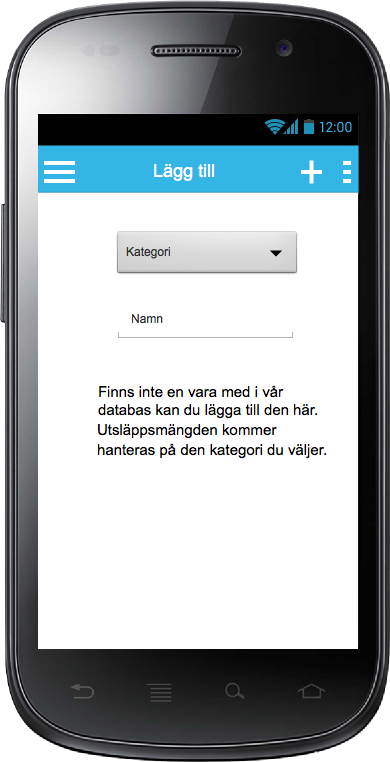 12:00
Lägg till
Kategori
Namn
Finns inte en vara med i vår
databas kan du lägga till den här.
Utsläppsmängden kommer
hanteras på den kategori du väljer.